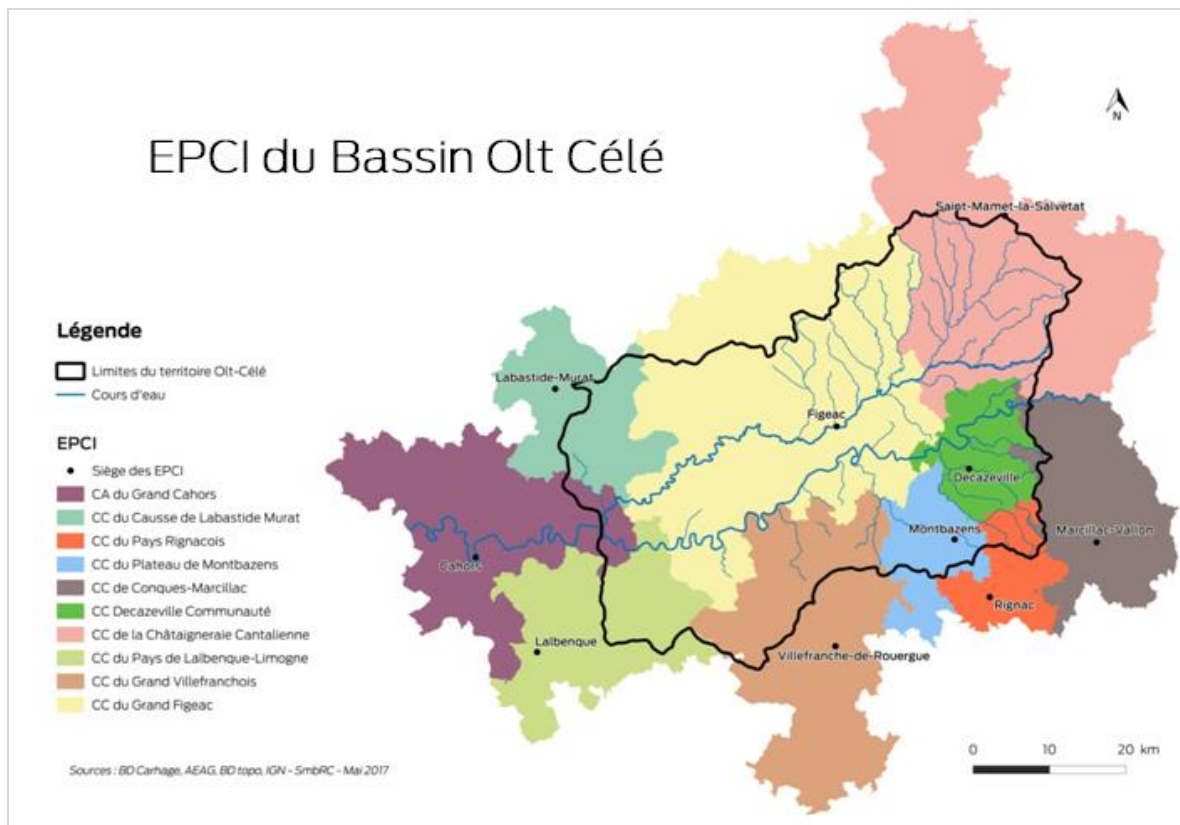 EPCI du Bassin Olt Célé
N
Saint-Mamet-la-Salvetat
Légende
Limites du territoire Olt-Célé
Cours d'eau
Labastide-Murat
Figeac
EPCI
Siège des EPCI
CA du Grand Cahors
CC du Causse de Labastide Murat
CC du Pays Rignacois
CC du Plateau de Montbazens
CC de Conques-Marcillac
CC Decazeville Communauté
CC de la Châtaigneraie Cantalienne
CC du Pays de Lalbenque-Limogne
CC du Grand Villefranchois
CC du Grand Figeac
Decazeville
Montbazens
Marcillac-Vallon
Cahors
Rignac
Lalbenque
Villefranche-de-Rouergue
0 10 20 km
Sources : BD Carhage, AEAG, BD topo, IGN - SmbRC - Mai 2017